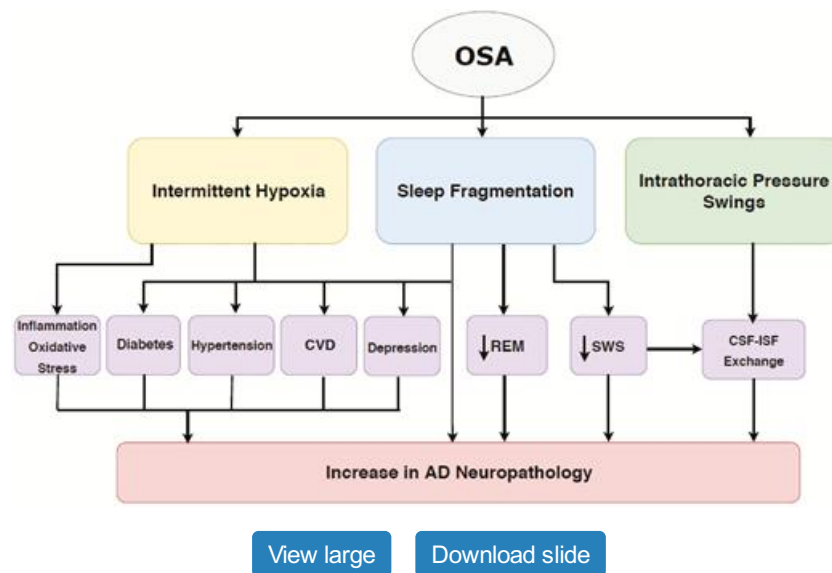 OSA
Intermittent Hypoxia
Sleep Fragmentation
Intrathoracic Pressure
Swings
Inflammation
Oxidative
Stress
Diabetes
Hypertension
CVD
Depression
↓REM
↓SWS
CSF-ISF
Exchange
Increase in AD Neuropathology
View large
Download slide